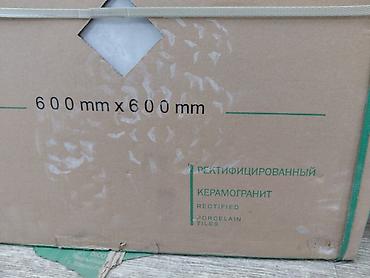 600 mm x 600 mm
РЕКТИФИЦИРОВАННЫЙ
КЕРАМОГРАНИТ
RECTIFIED
PORCELAIN
TILES